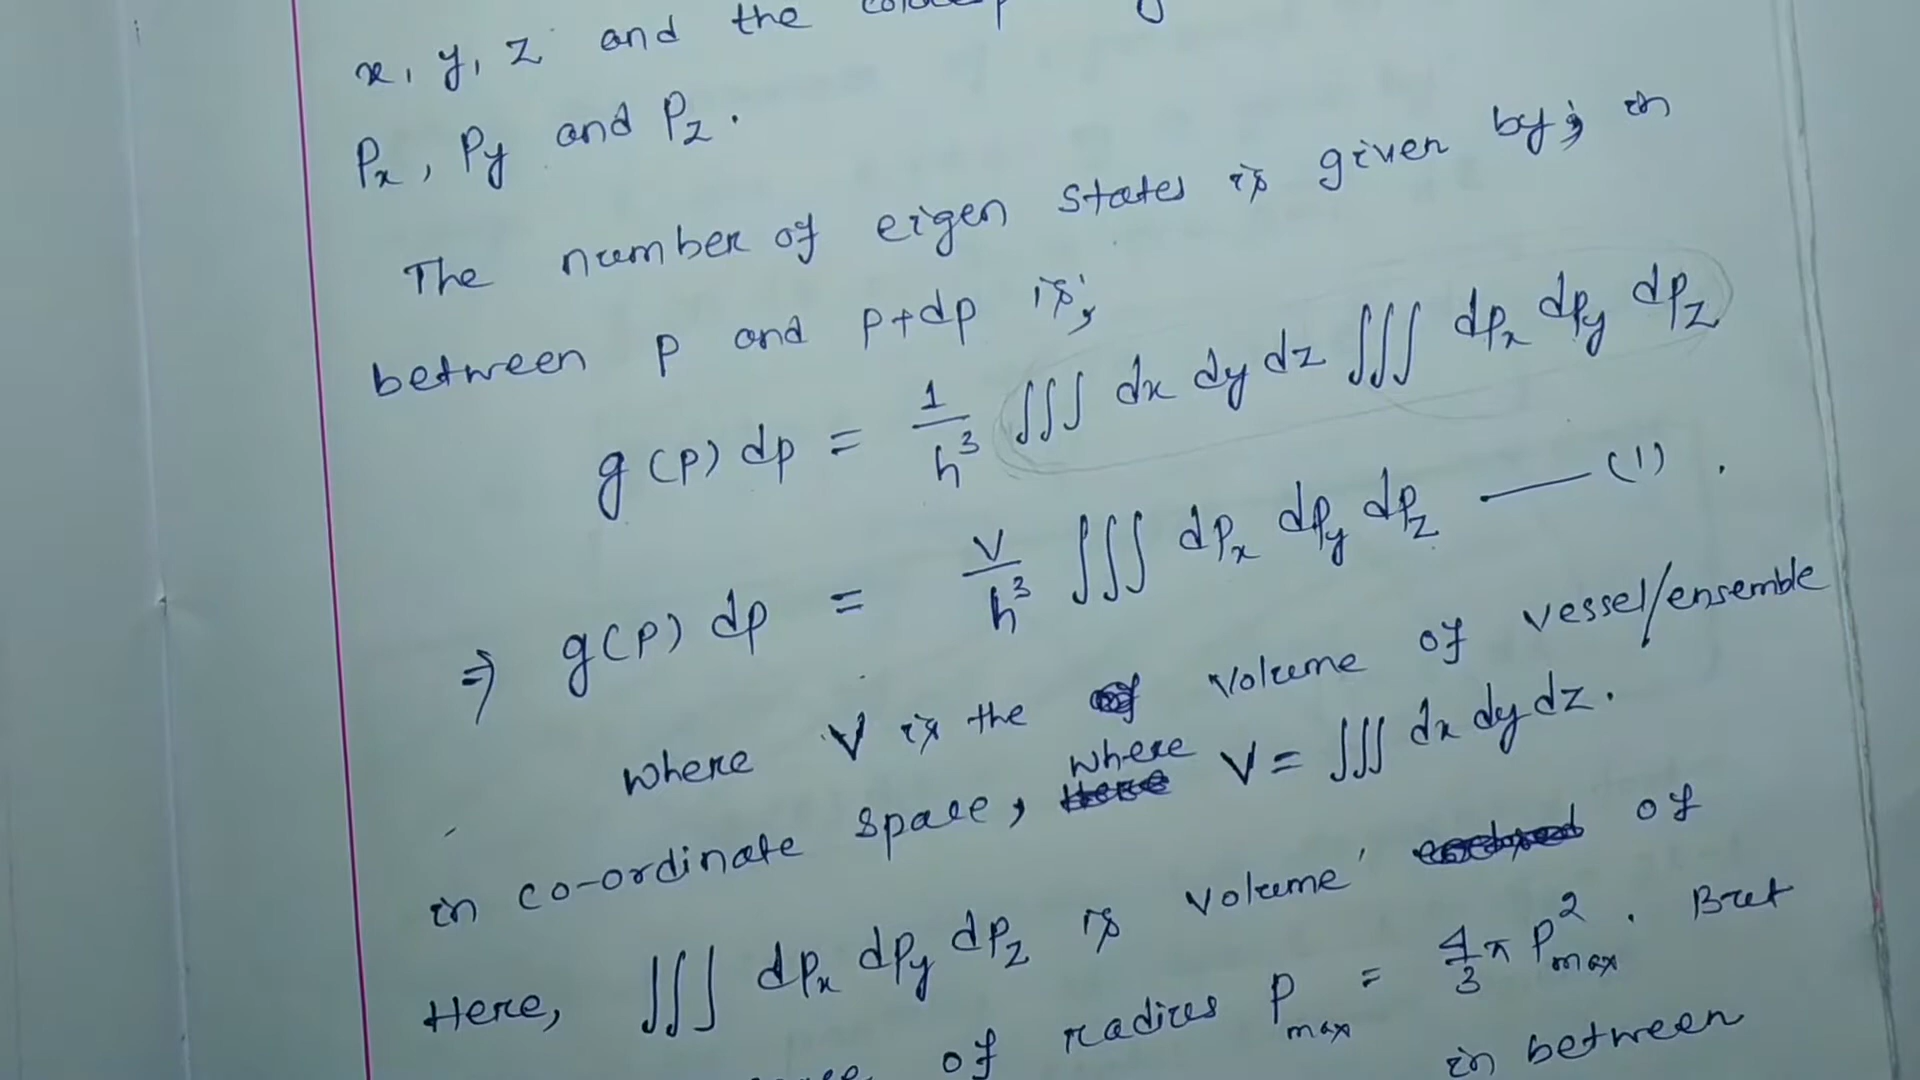 x, y, z and the
Px, Py and Pz.
The number of eigen states is given by; in
between p and p+dp is;
g(p) dp = 1/h³ ∭ dx dy dz ∭ dpx dpy dpz
⇒ g(p) dp = V/h³ ∭ dpx dpy dpz —(1).
where V is the volume of vessel/ensemble
in co-ordinate space, where V = ∭ dx dy dz.
Here, ∭ dpx dpy dpz is volume of
of radius Pmax = 4/3 π P²max. But
in between